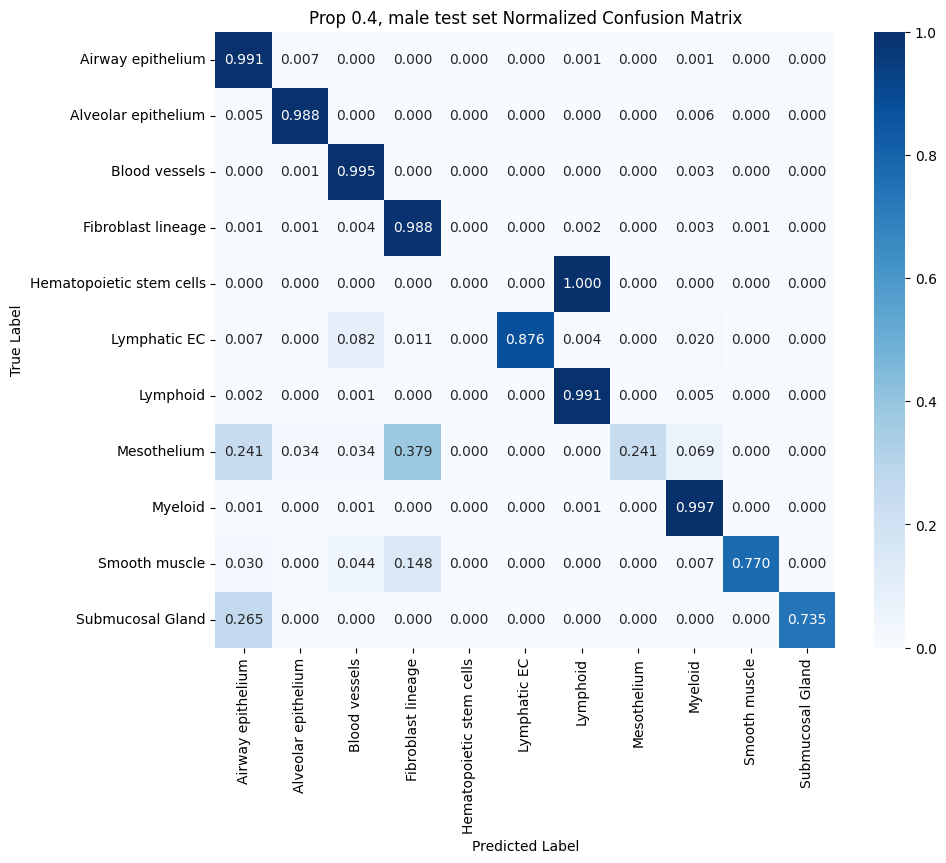 Prop 0.4, male test set Normalized Confusion Matrix
True Label
Airway epithelium 0.991 0.007 0.000 0.000 0.000 0.000 0.001 0.000 0.001 0.000 0.000
Alveolar epithelium 0.005 0.988 0.000 0.000 0.000 0.000 0.000 0.000 0.006 0.000 0.000
Blood vessels 0.000 0.001 0.995 0.000 0.000 0.000 0.000 0.000 0.003 0.000 0.000
Fibroblast lineage 0.001 0.001 0.004 0.988 0.000 0.000 0.002 0.000 0.003 0.001 0.000
Hematopoietic stem cells 0.000 0.000 0.000 0.000 0.000 0.000 1.000 0.000 0.000 0.000 0.000
Lymphatic EC 0.007 0.000 0.082 0.011 0.000 0.876 0.004 0.000 0.020 0.000 0.000
Lymphoid 0.002 0.000 0.001 0.000 0.000 0.000 0.991 0.000 0.005 0.000 0.000
Mesothelium 0.241 0.034 0.034 0.379 0.000 0.000 0.000 0.241 0.069 0.000 0.000
Myeloid 0.001 0.000 0.001 0.000 0.000 0.000 0.001 0.000 0.997 0.000 0.000
Smooth muscle 0.030 0.000 0.044 0.148 0.000 0.000 0.000 0.000 0.007 0.770 0.000
Submucosal Gland 0.265 0.000 0.000 0.000 0.000 0.000 0.000 0.000 0.000 0.000 0.735
Airway epithelium
Alveolar epithelium
Blood vessels
Fibroblast lineage
Hematopoietic stem cells
Lymphatic EC
Lymphoid
Mesothelium
Myeloid
Smooth muscle
Submucosal Gland
Predicted Label
1.0
0.8
0.6
0.4
0.2
0.0